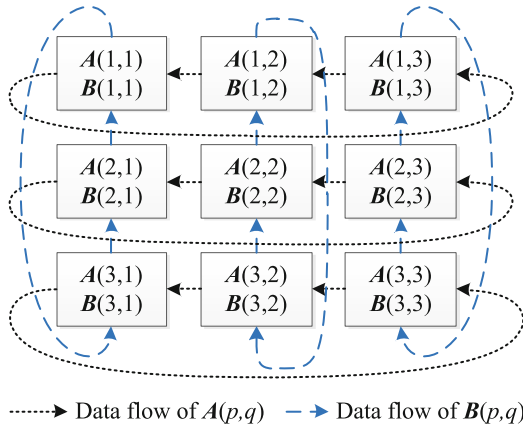 A(1,1) A(1,2) A(1,3)
B(1,1) B(1,2) B(1,3)
A(2,1) A(2,2) A(2,3)
B(2,1) B(2,2) B(2,3)
A(3,1) A(3,2) A(3,3)
B(3,1) B(3,2) B(3,3)
Data flow of A(p,q) Data flow of B(p,q)